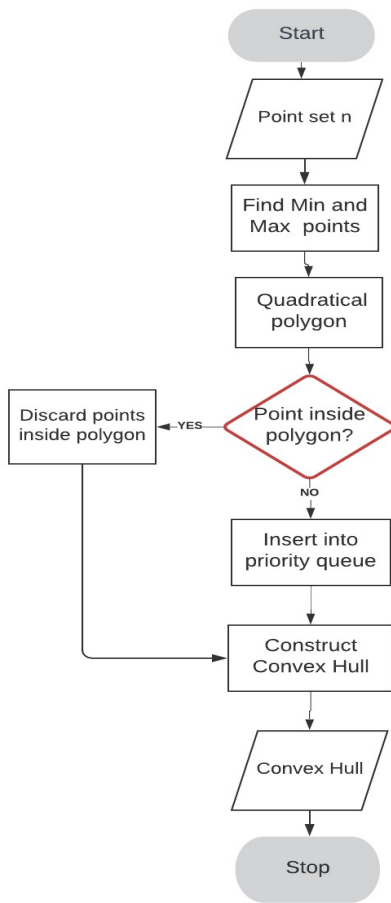 Start
Point set n
Find Min and
Max points
Quadratical
polygon
Point inside
polygon?
YES
Discard points
inside polygon
NO
Insert into
priority queue
Construct
Convex Hull
Convex Hull
Stop